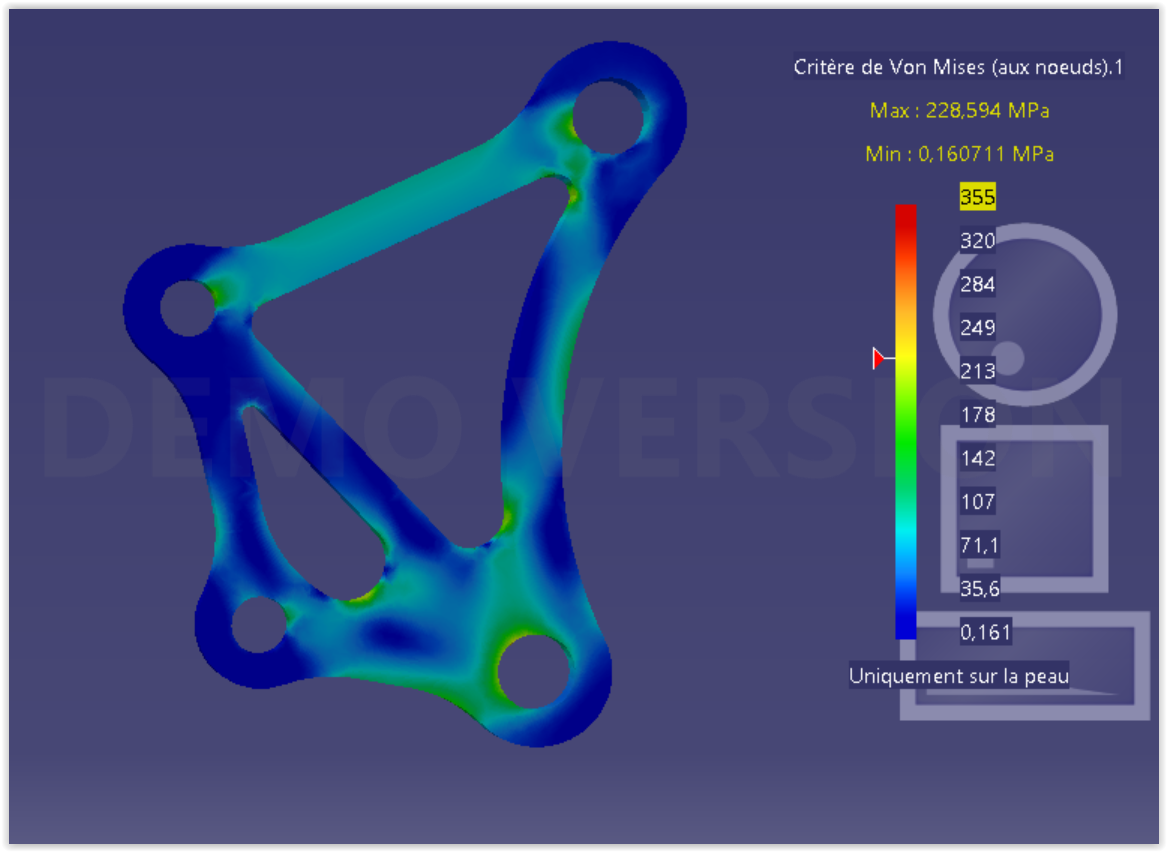 Critère de Von Mises (aux noeuds).1
Max : 228,594 MPa
Min : 0,160711 MPa
355
320
284
249
213
178
142
107
71,1
35,6
0,161
Uniquement sur la peau
DEMO VERSION